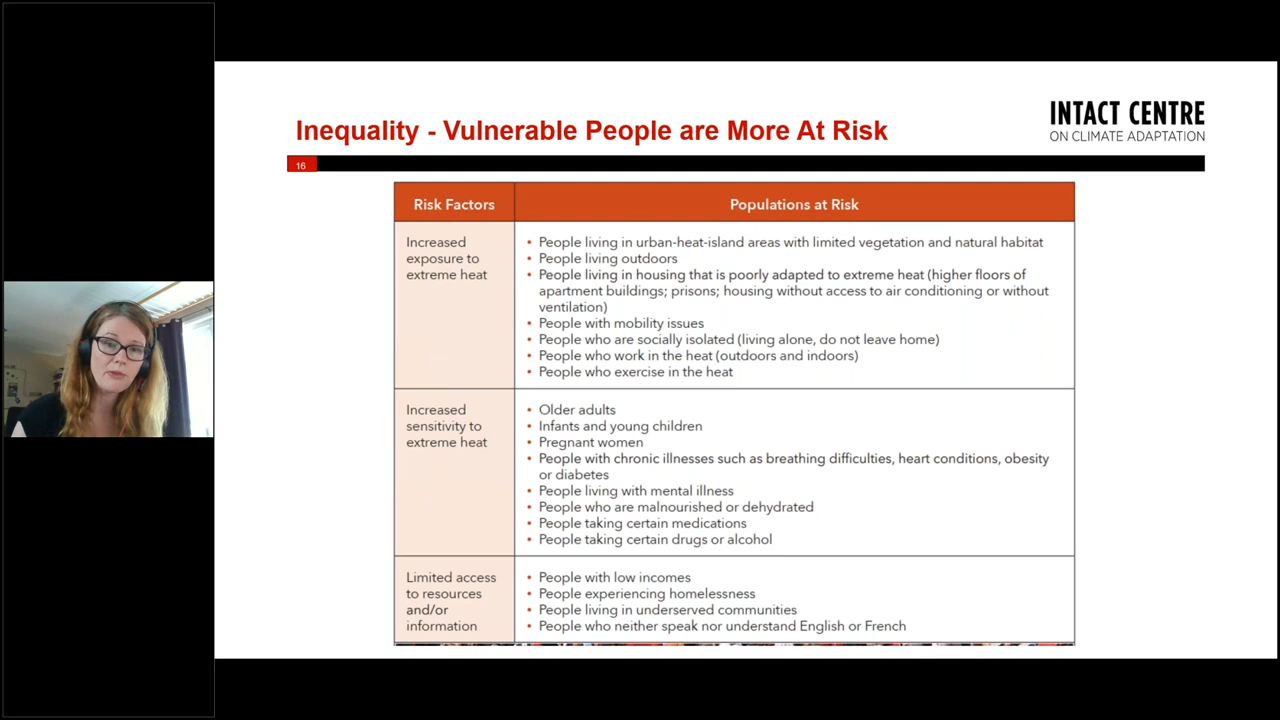 Inequality - Vulnerable People are More At Risk
INTACT CENTRE
ON CLIMATE ADAPTATION
16
Risk Factors
Populations at Risk
Increased
exposure to
extreme heat
• People living in urban-heat-island areas with limited vegetation and natural habitat
• People living outdoors
• People living in housing that is poorly adapted to extreme heat (higher floors of
apartment buildings; prisons; housing without access to air conditioning or without
ventilation)
• People with mobility issues
• People who are socially isolated (living alone, do not leave home)
• People who work in the heat (outdoors and indoors)
• People who exercise in the heat
Increased
sensitivity to
extreme heat
• Older adults
• Infants and young children
• Pregnant women
• People with chronic illnesses such as breathing difficulties, heart conditions, obesity
or diabetes
• People living with mental illness
• People who are malnourished or dehydrated
• People taking certain medications
• People taking certain drugs or alcohol
Limited access
to resources
and/or
information
• People with low incomes
• People experiencing homelessness
• People living in underserved communities
• People who neither speak nor understand English or French